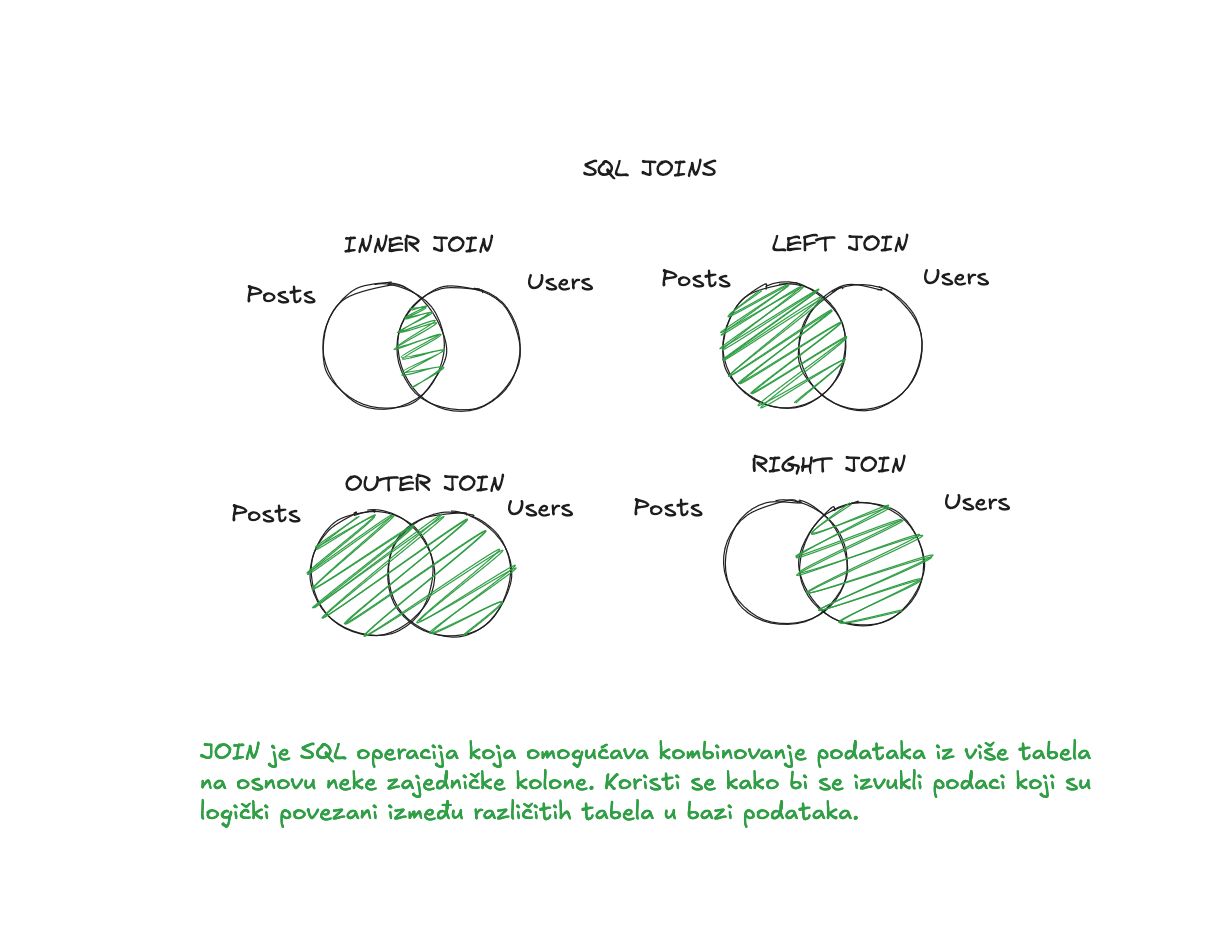 SQL JOINS
INNER JOIN
Posts
Users
LEFT JOIN
Posts
Users
OUTER JOIN
Posts
Users
RIGHT JOIN
Posts
Users
JOIN je SQL operacija koja omogućava kombinovanje podataka iz više tabela
na osnovu neke zajedničke kolone. Koristi se kako bi se izvukli podaci koji su
logički povezani između različitih tabela u bazi podataka.